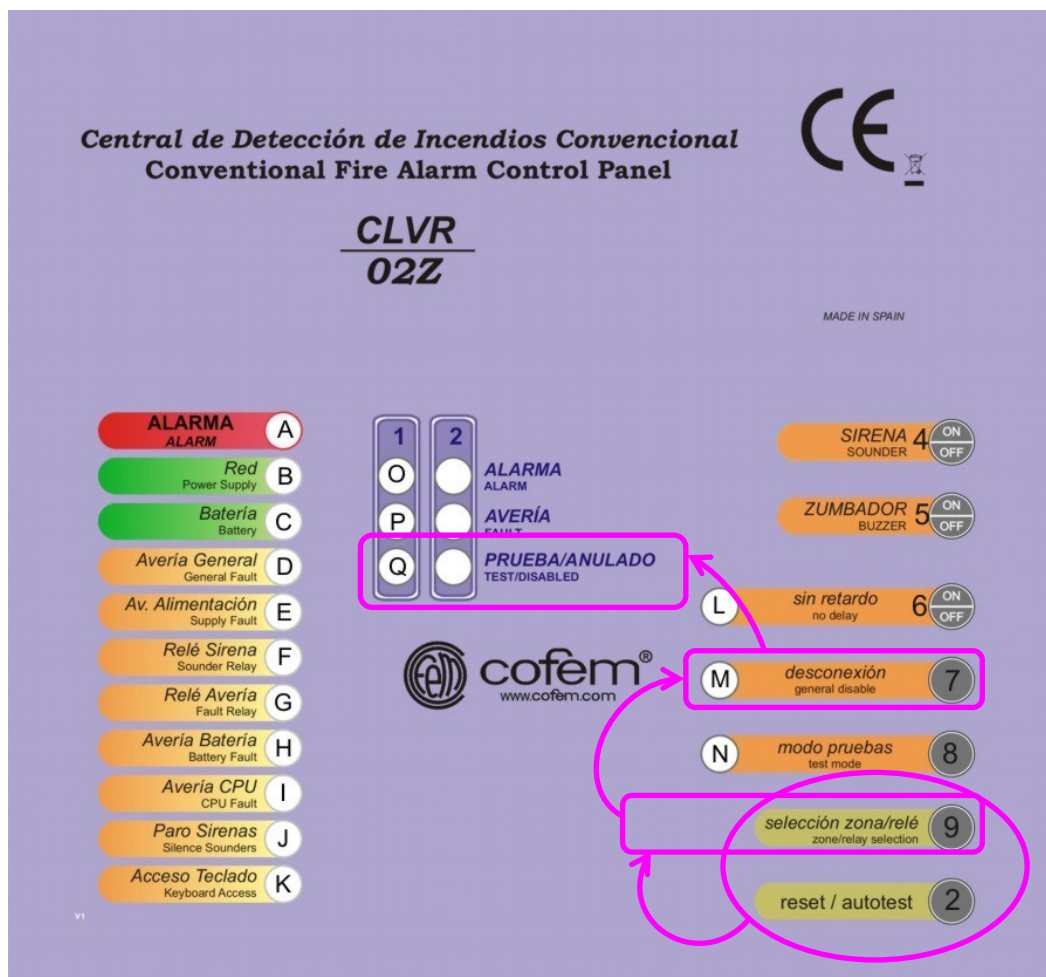 Central de Detección de Incendios Convencional
Conventional Fire Alarm Control Panel
CE
CLVR
02Z
MADE IN SPAIN
ALARMA
ALARM
A
Red
Power Supply
B
Batería
Battery
C
Avería General
General Fault
D
Av. Alimentación
Supply Fault
E
Relé Sirena
Sounder Relay
F
Relé Avería
Fault Relay
G
Avería Batería
Battery Fault
H
Avería CPU
CPU Fault
I
Paro Sirenas
Silence Sounders
J
Acceso Teclado
Keyboard Access
K
V1
1 2
O
ALARMA
ALARM
P
AVERÍA
FAULT
Q
PRUEBA/ANULADO
TEST/DISABLED
cofem®
www.cofem.com
SIRENA 4
SOUNDER
ON
OFF
ZUMBADOR 5
BUZZER
ON
OFF
L
sin retardo 6
no delay
ON
OFF
M
desconexión
general disable
7
N
modo pruebas
test mode
8
selección zona/relé
zone/relay selection
9
reset / autotest 2